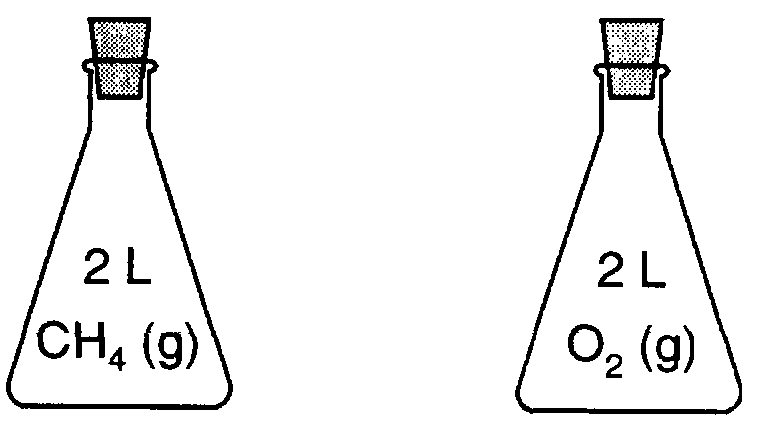 2 L
CH₄ (g)
2 L
O₂ (g)